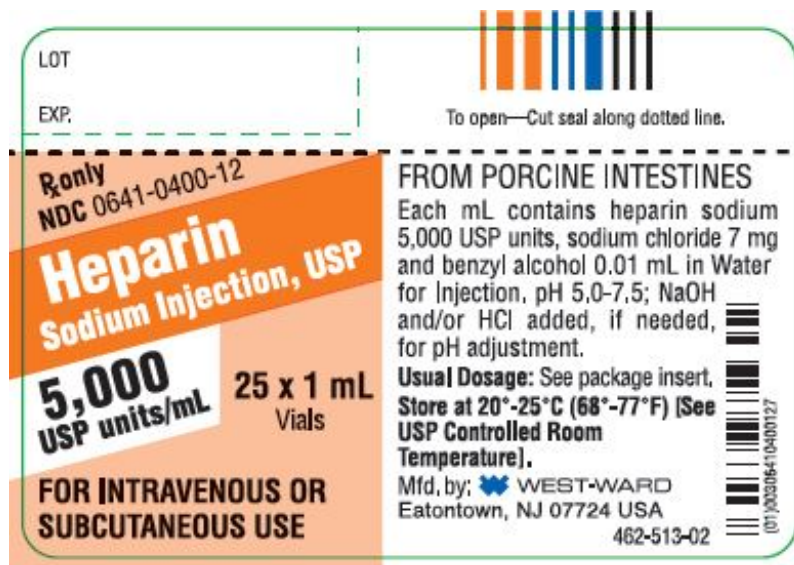 LOT
EXP.
To open—Cut seal along dotted line.
℞only
NDC 0641-0400-12
Heparin
Sodium Injection, USP
5,000
USP units/mL
25 x 1 mL
Vials
FOR INTRAVENOUS OR
SUBCUTANEOUS USE
FROM PORCINE INTESTINES
Each mL contains heparin sodium
5,000 USP units, sodium chloride 7 mg
and benzyl alcohol 0.01 mL in Water
for Injection. pH 5.0-7.5; NaOH
and/or HCl added, if needed,
for pH adjustment.
Usual Dosage: See package insert.
Store at 20°-25°C (68°-77°F) [See
USP Controlled Room
Temperature].
Mfd. by: WEST-WARD
Eatontown, NJ 07724 USA
462-513-02
(01)00306410400127